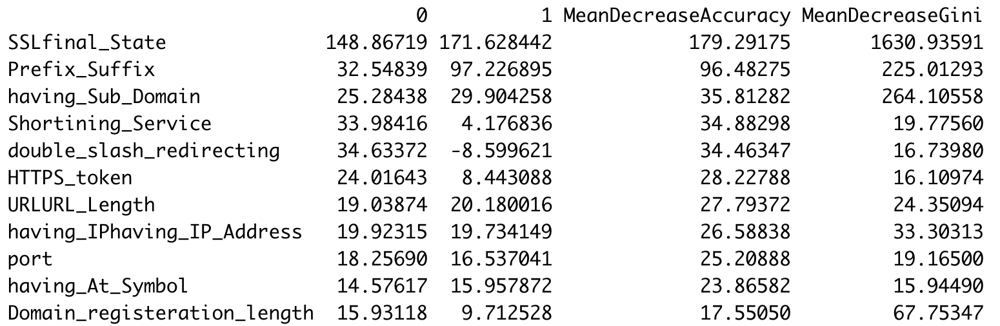 0 1 MeanDecreaseAccuracy MeanDecreaseGini
SSLfinal_State 148.86719 171.628442 179.29175 1630.93591
Prefix_Suffix 32.54839 97.226895 96.48275 225.01293
having_Sub_Domain 25.28438 29.904258 35.81282 264.10558
Shortining_Service 33.98416 4.176836 34.88298 19.77560
double_slash_redirecting 34.63372 -8.599621 34.46347 16.73980
HTTPS_token 24.01643 8.443088 28.22788 16.10974
URLURL_Length 19.03874 20.180016 27.79372 24.35094
having_IPhaving_IP_Address 19.92315 19.734149 26.58838 33.30313
port 18.25690 16.537041 25.20888 19.16500
having_At_Symbol 14.57617 15.957872 23.86582 15.94490
Domain_registeration_length 15.93118 9.712528 17.55050 67.75347